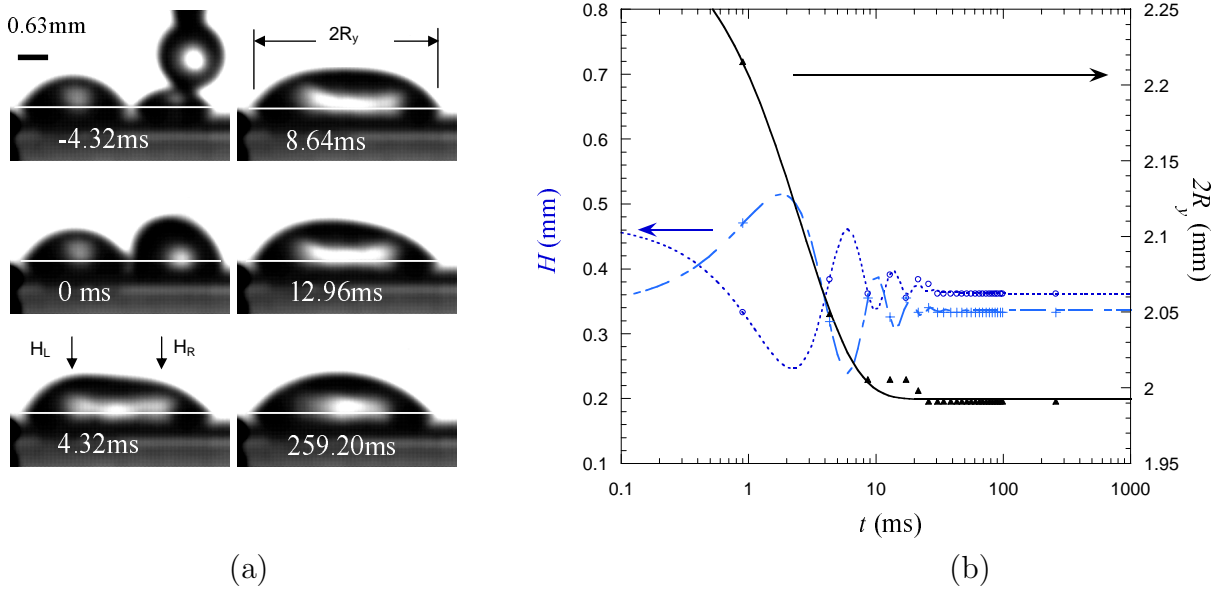 0.63mm
2Ry
-4.32ms
8.64ms
0 ms
12.96ms
HL
HR
4.32ms
259.20ms
(a)
0.8
0.7
0.6
0.5
0.4
0.3
0.2
0.1
H (mm)
2.25
2.2
2.15
2.1
2.05
2
1.95
2Ry (mm)
0.1
1
10
100
1000
t (ms)
(b)